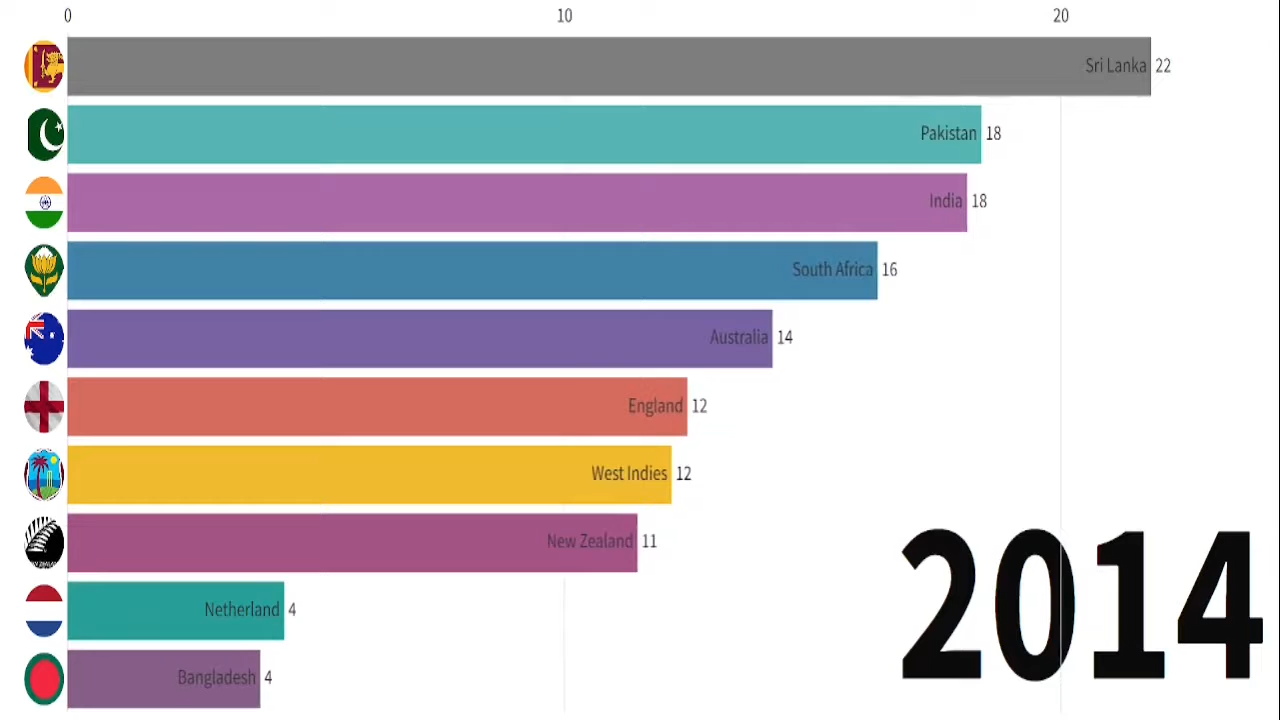 0 10 20
Sri Lanka 22
Pakistan 18
India 18
South Africa 16
Australia 14
England 12
West Indies 12
New Zealand 11
Netherland 4
Bangladesh 4
2014